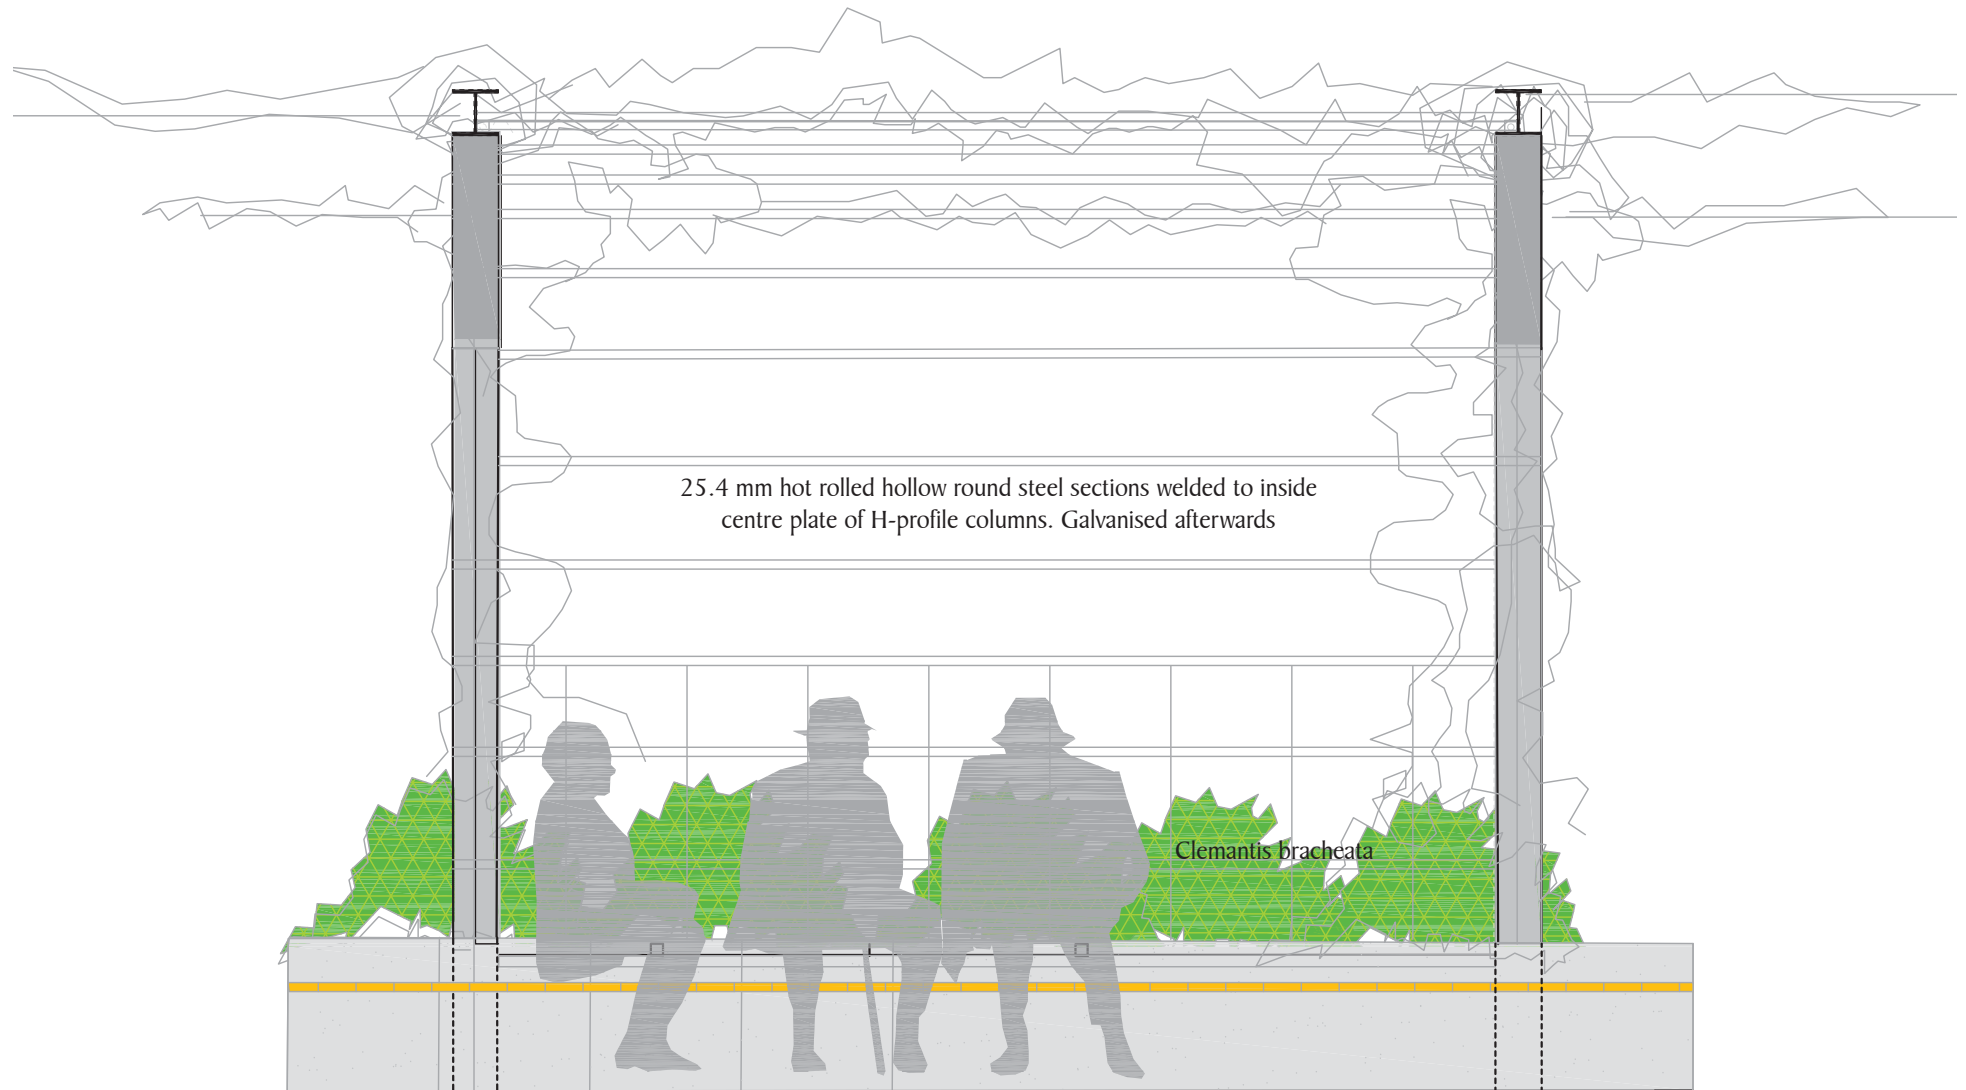 25.4 mm hot rolled hollow round steel sections welded to inside
centre plate of H-profile columns. Galvanised afterwards
Clemantis bracheata